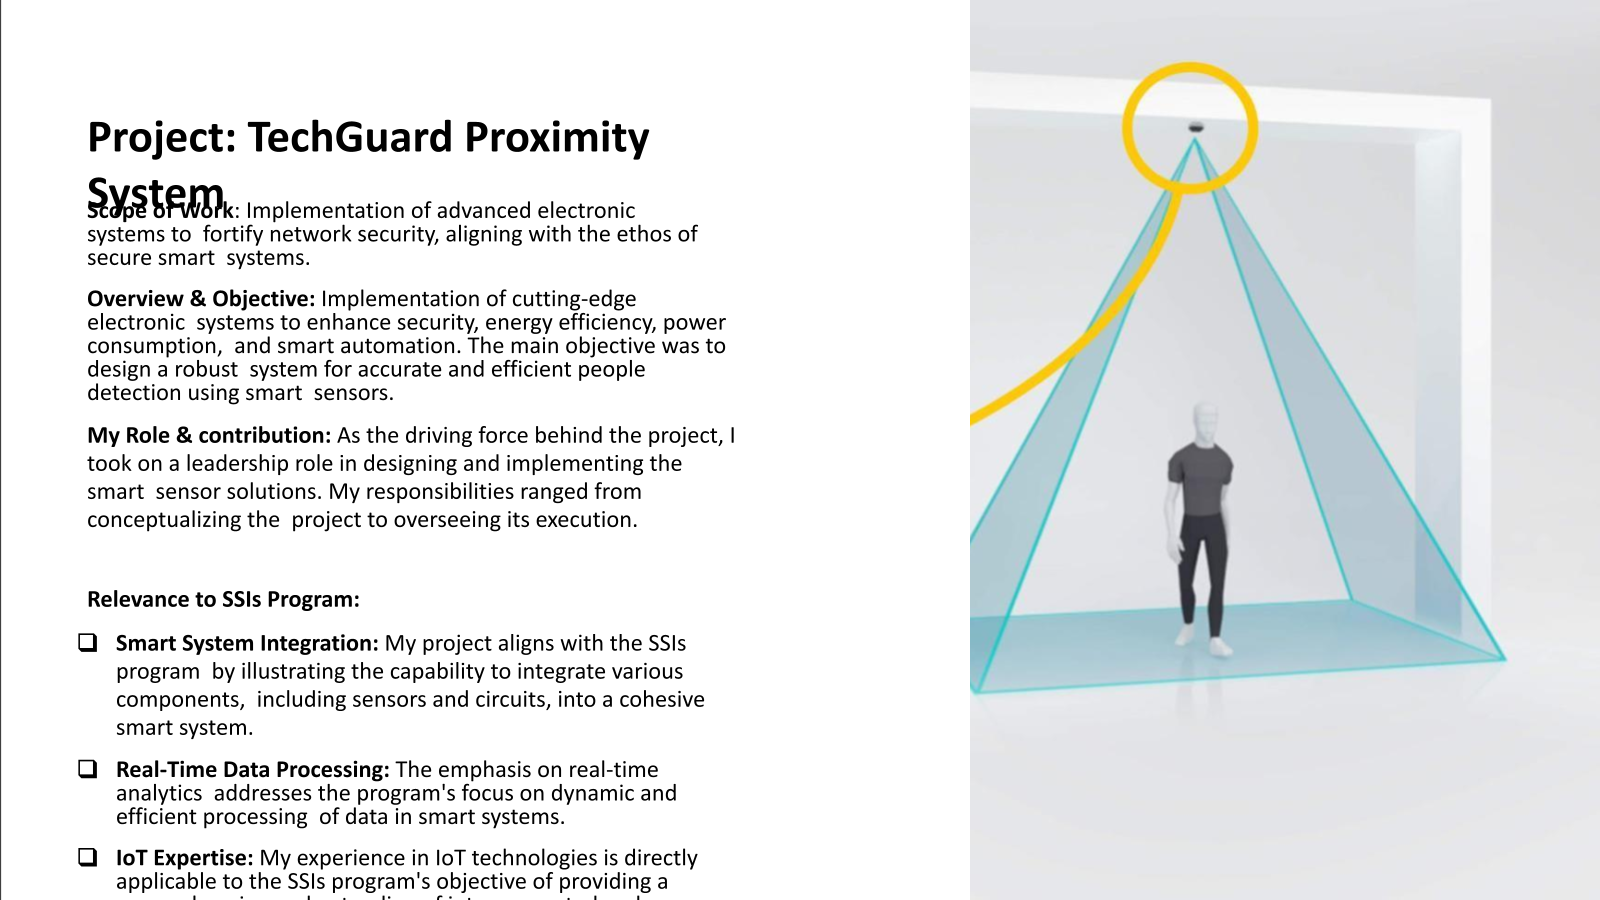 Project: TechGuard Proximity
System
Scope of Work: Implementation of advanced electronic
systems to fortify network security, aligning with the ethos of
secure smart systems.
Overview & Objective: Implementation of cutting-edge
electronic systems to enhance security, energy efficiency, power
consumption, and smart automation. The main objective was to
design a robust system for accurate and efficient people
detection using smart sensors.
My Role & contribution: As the driving force behind the project, I
took on a leadership role in designing and implementing the
smart sensor solutions. My responsibilities ranged from
conceptualizing the project to overseeing its execution.
Relevance to SSIs Program:
❑ Smart System Integration: My project aligns with the SSIs
program by illustrating the capability to integrate various
components, including sensors and circuits, into a cohesive
smart system.
❑ Real-Time Data Processing: The emphasis on real-time
analytics addresses the program's focus on dynamic and
efficient processing of data in smart systems.
❑ IoT Expertise: My experience in IoT technologies is directly
applicable to the SSIs program's objective of providing a